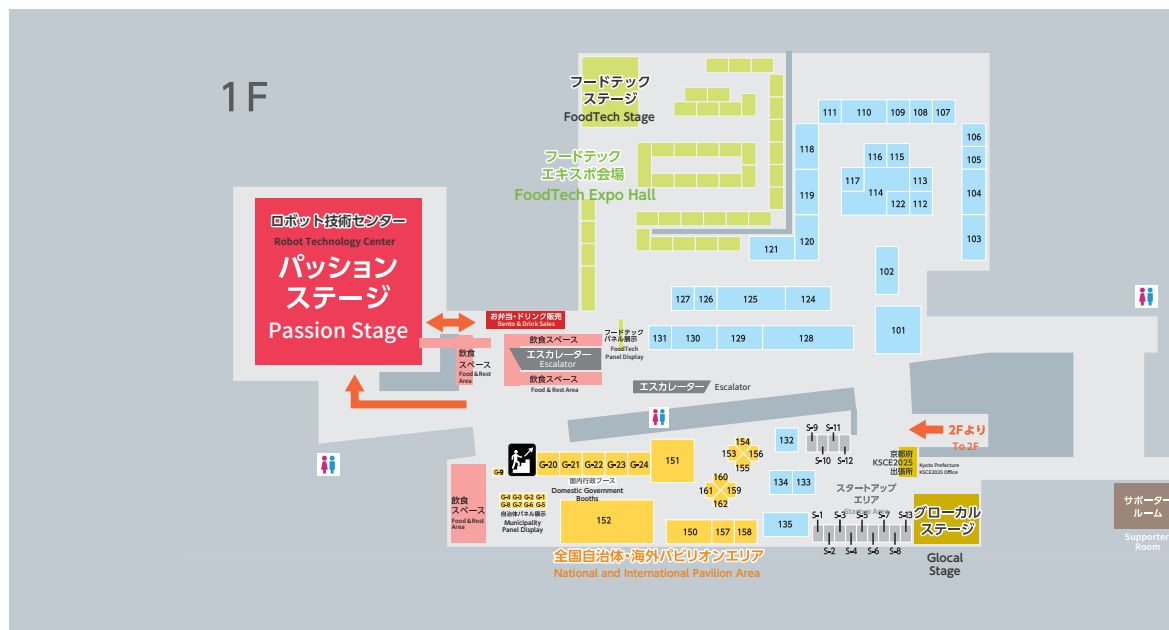 1F
フードテック
ステージ
FoodTech Stage
フードテック
エキスポ会場
FoodTech Expo Hall
ロボット技術センター
Robot Technology Center
パッション
ステージ
Passion Stage
お弁当・ドリンク販売
Bento & Drink Sales
飲食
スペース
Food & Rest
Area
飲食スペース
エスカレーター
Escalator
飲食スペース
Food & Rest Area
フードテック
パネル展示
FoodTech
Panel Display
エスカレーター Escalator
111 110 109 108 107
106
105
104
103
118
119
120
121
116 115
117
114
113
122 112
102
101
127 126 125 124
131 130 129 128
2Fより
To 2F
京都府
KSCE2025
出張所
Kyoto Prefecture
KSCE2025 Office
132
134 133
135
S-9 S-11
S-10 S-12
スタートアップ
エリア
Startup Area
S-1 S-3 S-5 S-7 S-13
S-2 S-4 S-6 S-8
グローカル
ステージ
Glocal
Stage
サポーター
ルーム
Supporter
Room
154
153 156
155
160
161 159
162
G-9
G-20 G-21 G-22 G-23 G-24
151
国内行政ブース
Domestic Government
Booths
G-4 G-3 G-2 G-1
G-8 G-7 G-6 G-5
自治体パネル展示
Municipality
Panel Display
152
150 157 158
飲食
スペース
Food & Rest
Area
全国自治体・海外パビリオンエリア
National and International Pavilion Area